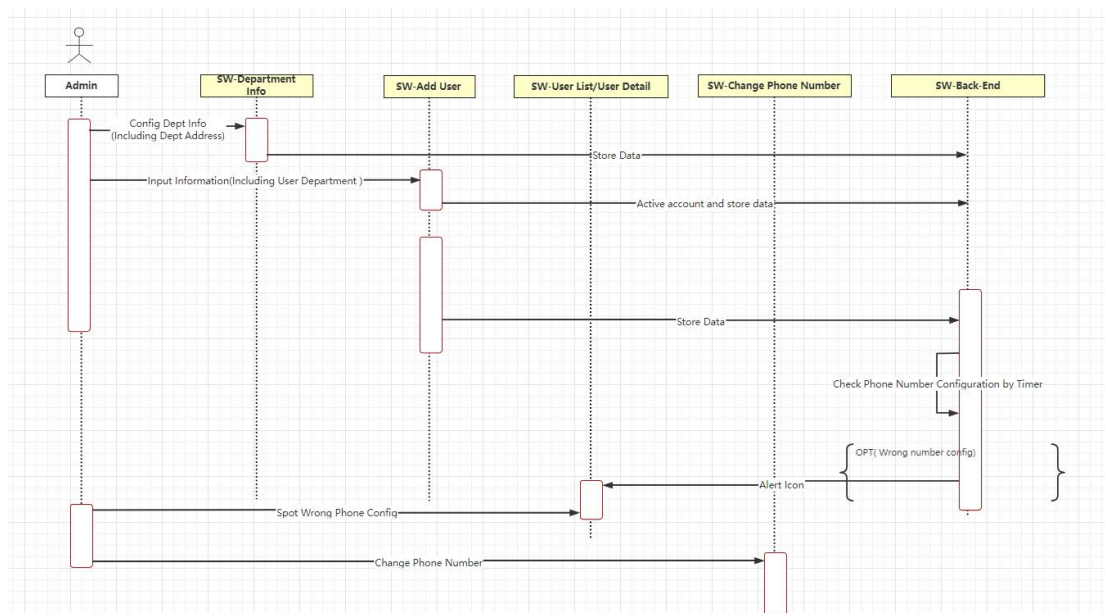 Admin
SW-Department
Info
SW-Add User
SW-User List/User Detail
SW-Change Phone Number
SW-Back-End
Config Dept Info
(Including Dept Address)
Store Data
Input Information(Including User Department )
Active account and store data
Store Data
Check Phone Number Configuration by Timer
OPT( Wrong number config)
Alert Icon
Spot Wrong Phone Config
Change Phone Number